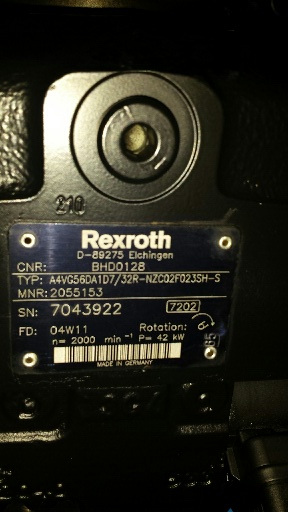 210
Rexroth
D-89275 Elchingen
CNR: BHD0128
TYP: A4VG56DA1D7/32R-NZC02F023SH-S
MNR: 2055153
SN: 7043922 7202
FD: 04W11 Rotation:
n= 2000 min⁻¹ P= 42 kW
MADE IN GERMANY